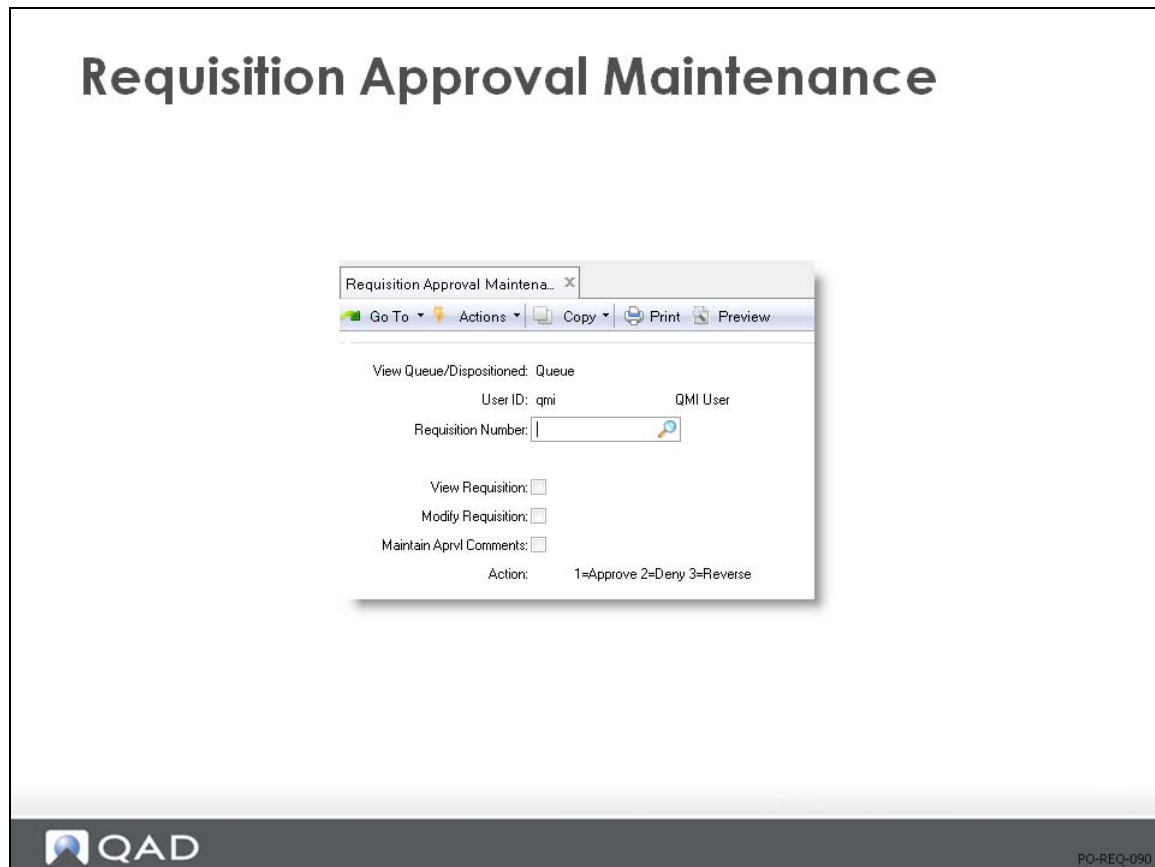 Requisition Approval Maintenance
Requisition Approval Maintena... X
Go To Actions Copy Print Preview
View Queue/Dispositioned: Queue
User ID: qmi QMI User
Requisition Number:
View Requisition:
Modify Requisition:
Maintain Aprvl Comments:
Action: 1=Approve 2=Deny 3=Reverse
QAD
PO-REQ-090